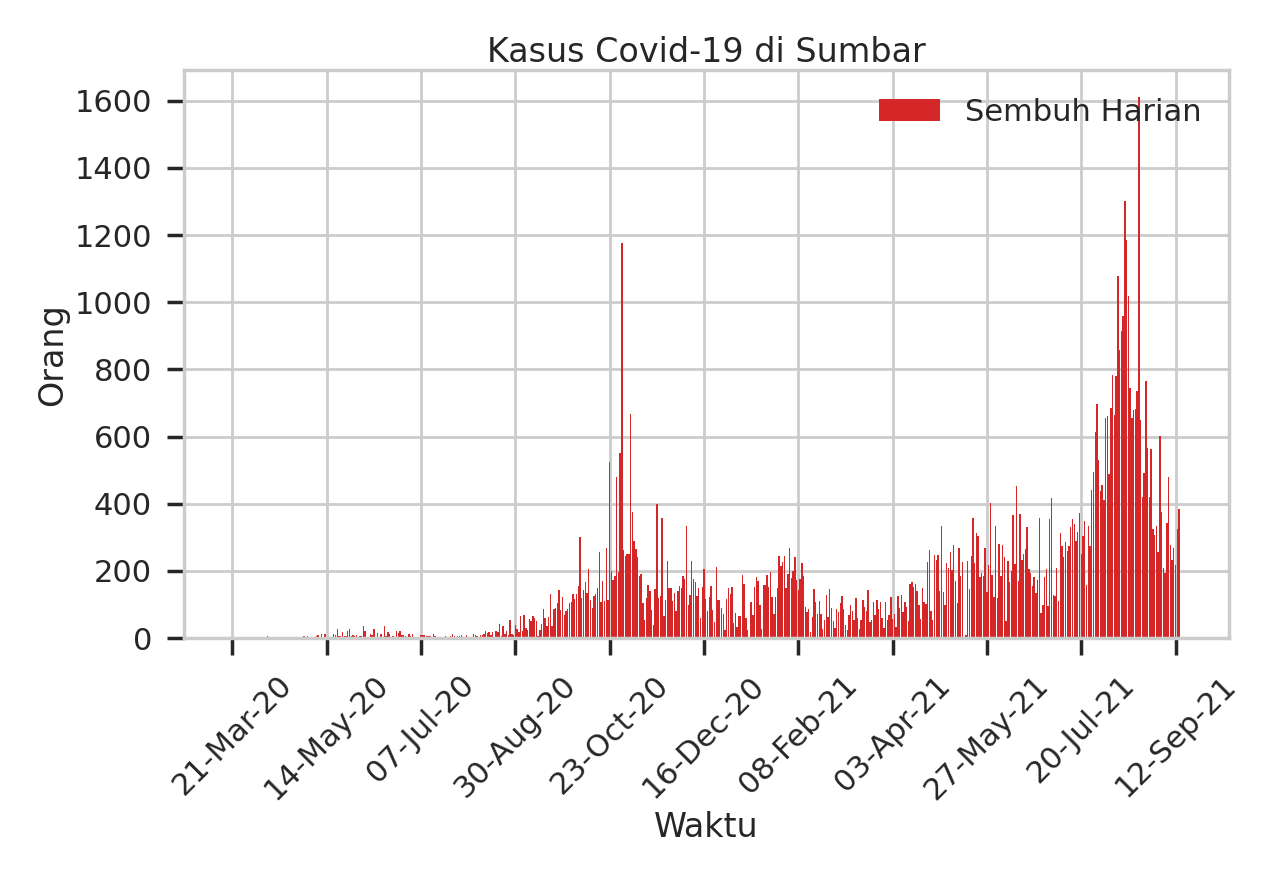 Kasus Covid-19 di Sumbar
Sembuh Harian
Orang
1600
1400
1200
1000
800
600
400
200
0
21-Mar-20
14-May-20
07-Jul-20
30-Aug-20
23-Oct-20
16-Dec-20
08-Feb-21
03-Apr-21
27-May-21
20-Jul-21
12-Sep-21
Waktu